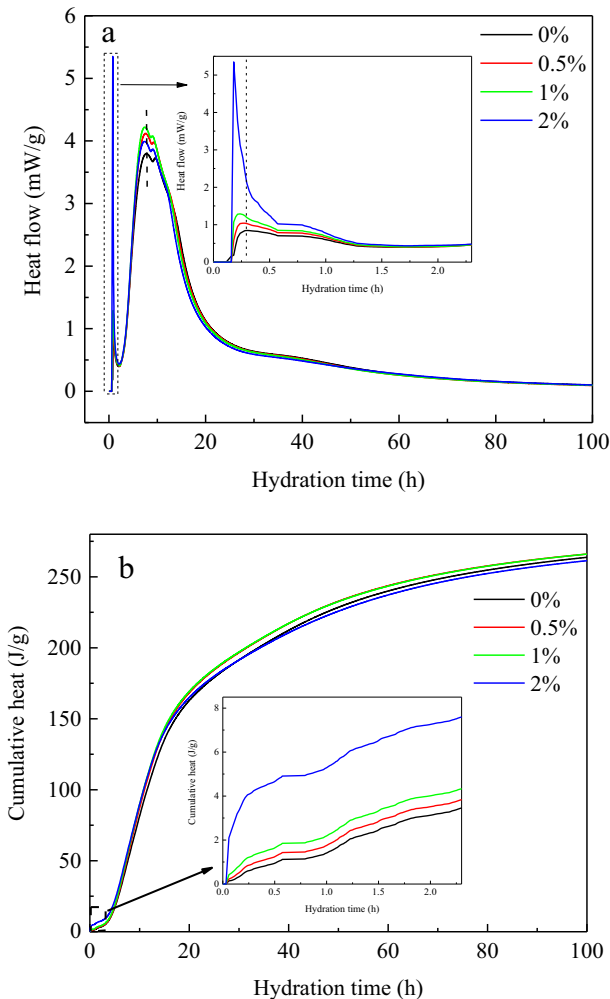 a
0%
0.5%
1%
2%
Heat flow (mW/g)
6
5
4
3
2
1
0
0 20 40 60 80 100
Hydration time (h)
Heat flow (mW/g)
5
4
3
2
1
0
0.0 0.5 1.0 1.5 2.0
Hydration time (h)
b
0%
0.5%
1%
2%
Cumulative heat (J/g)
250
200
150
100
50
0
0 20 40 60 80 100
Hydration time (h)
Cumulative heat (J/g)
8
6
4
2
0
0.0 0.5 1.0 1.5 2.0
Hydration time (h)